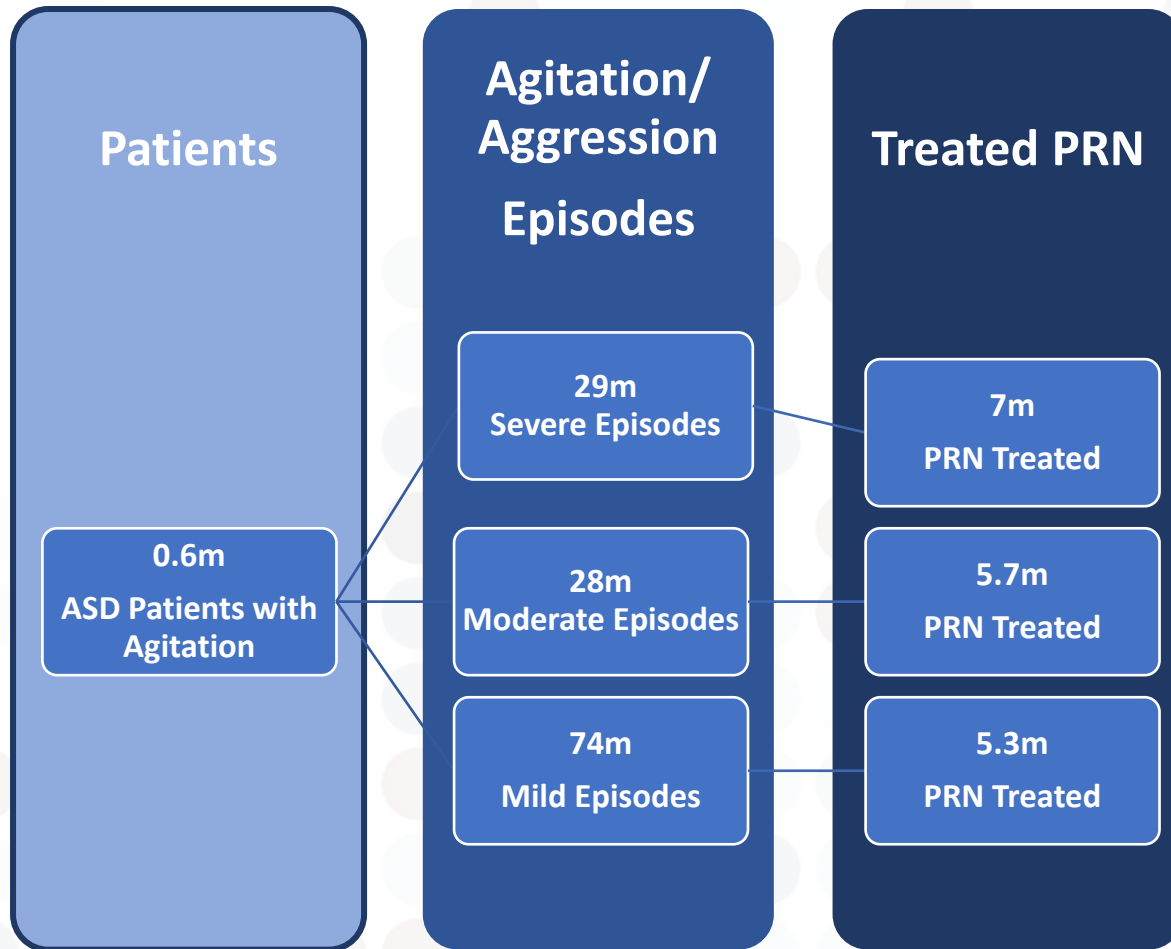 Patients
0.6m
ASD Patients with
Agitation
Agitation/
Aggression
Episodes
29m
Severe Episodes
28m
Moderate Episodes
74m
Mild Episodes
Treated PRN
7m
PRN Treated
5.7m
PRN Treated
5.3m
PRN Treated